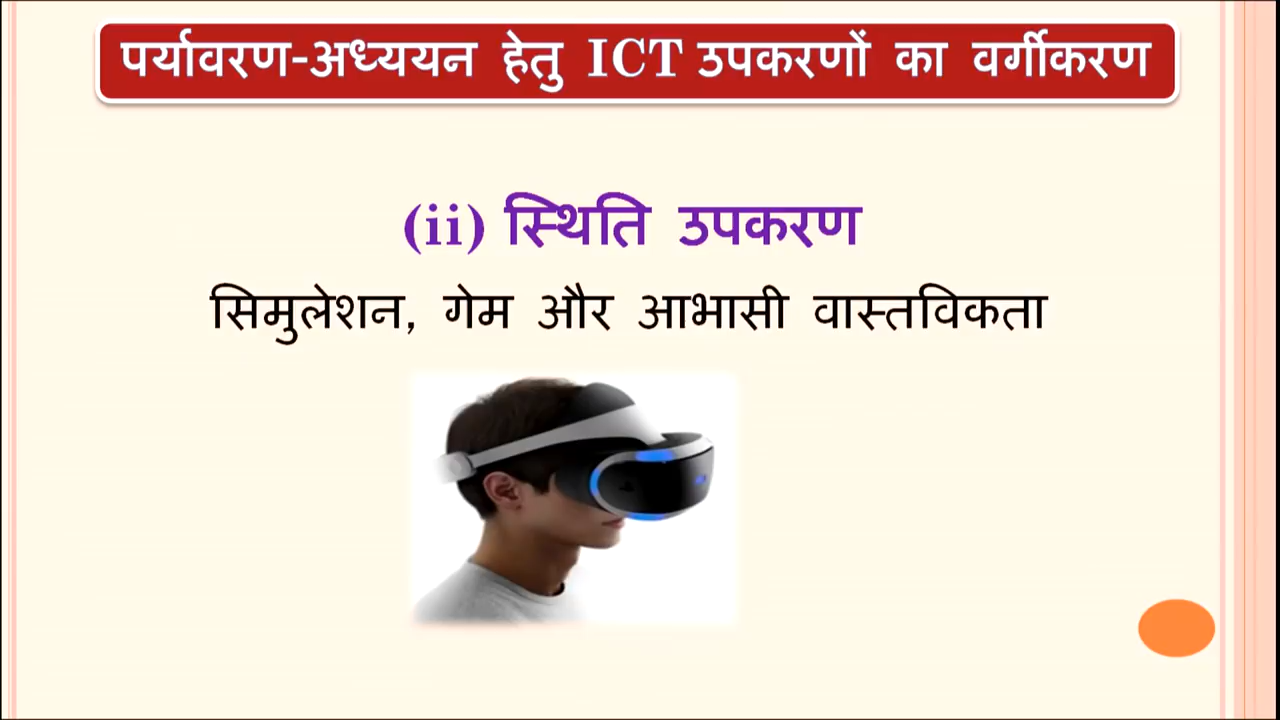 पर्यावरण-अध्ययन हेतु ICT उपकरणों का वर्गीकरण
(ii) स्थिति उपकरण
सिमुलेशन, गेम और आभासी वास्तविकता